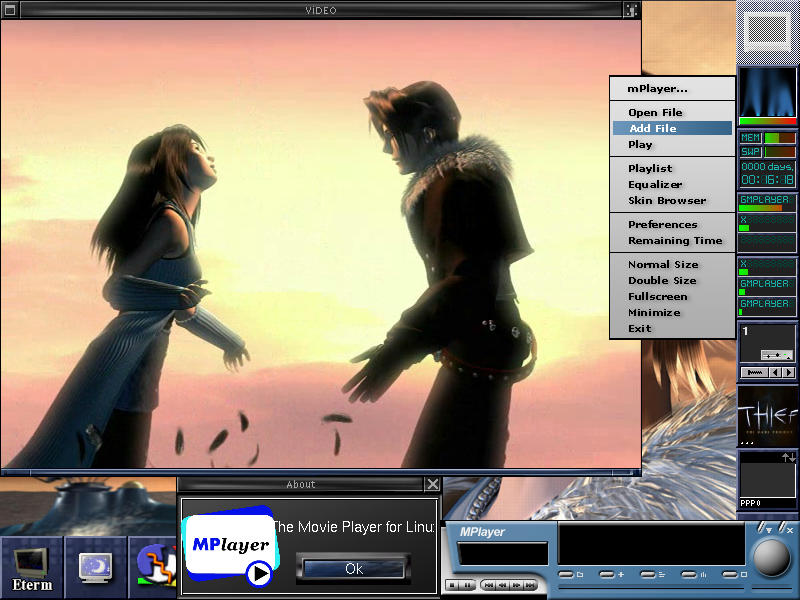 ViDEO
mPlayer...
Open File
Add File
Play
Playlist
Equalizer
Skin Browser
Preferences
Remaining Time
Normal Size
Double Size
Fullscreen
Minimize
Exit
MEM
SWP
0000 days,
00:16:18
GMPLAYER
X
X
GMPLAYER
GMPLAYER
1
THIEF
...
PPP0
About
The Movie Player for Linu
MPlayer
Ok
Eterm
MPlayer